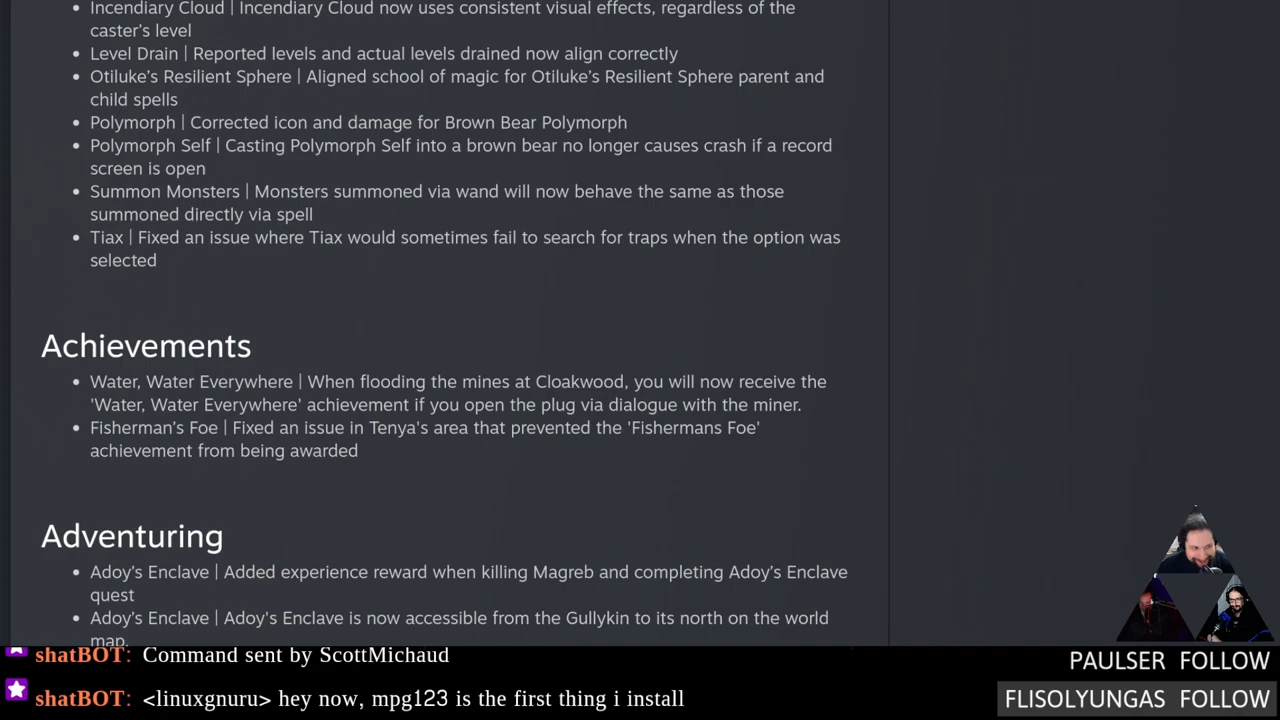 Incendiary Cloud | Incendiary Cloud now uses consistent visual effects, regardless of the
caster's level
Level Drain | Reported levels and actual levels drained now align correctly
Otiluke's Resilient Sphere | Aligned school of magic for Otiluke's Resilient Sphere parent and
child spells
Polymorph | Corrected icon and damage for Brown Bear Polymorph
Polymorph Self | Casting Polymorph Self into a brown bear no longer causes crash if a record
screen is open
Summon Monsters | Monsters summoned via wand will now behave the same as those
summoned directly via spell
Tiax | Fixed an issue where Tiax would sometimes fail to search for traps when the option was
selected
Achievements
Water, Water Everywhere | When flooding the mines at Cloakwood, you will now receive the
'Water, Water Everywhere' achievement if you open the plug via dialogue with the miner.
Fisherman's Foe | Fixed an issue in Tenya's area that prevented the 'Fishermans Foe'
achievement from being awarded
Adventuring
Adoy's Enclave | Added experience reward when killing Magreb and completing Adoy's Enclave
quest
Adoy's Enclave | Adoy's Enclave is now accessible from the Gullykin to its north on the world
map.
shatBOT: Command sent by ScottMichaud
shatBOT: <linuxgnuru> hey now, mpg123 is the first thing i install
PAULSER FOLLOW
FLISOLYUNGAS FOLLOW